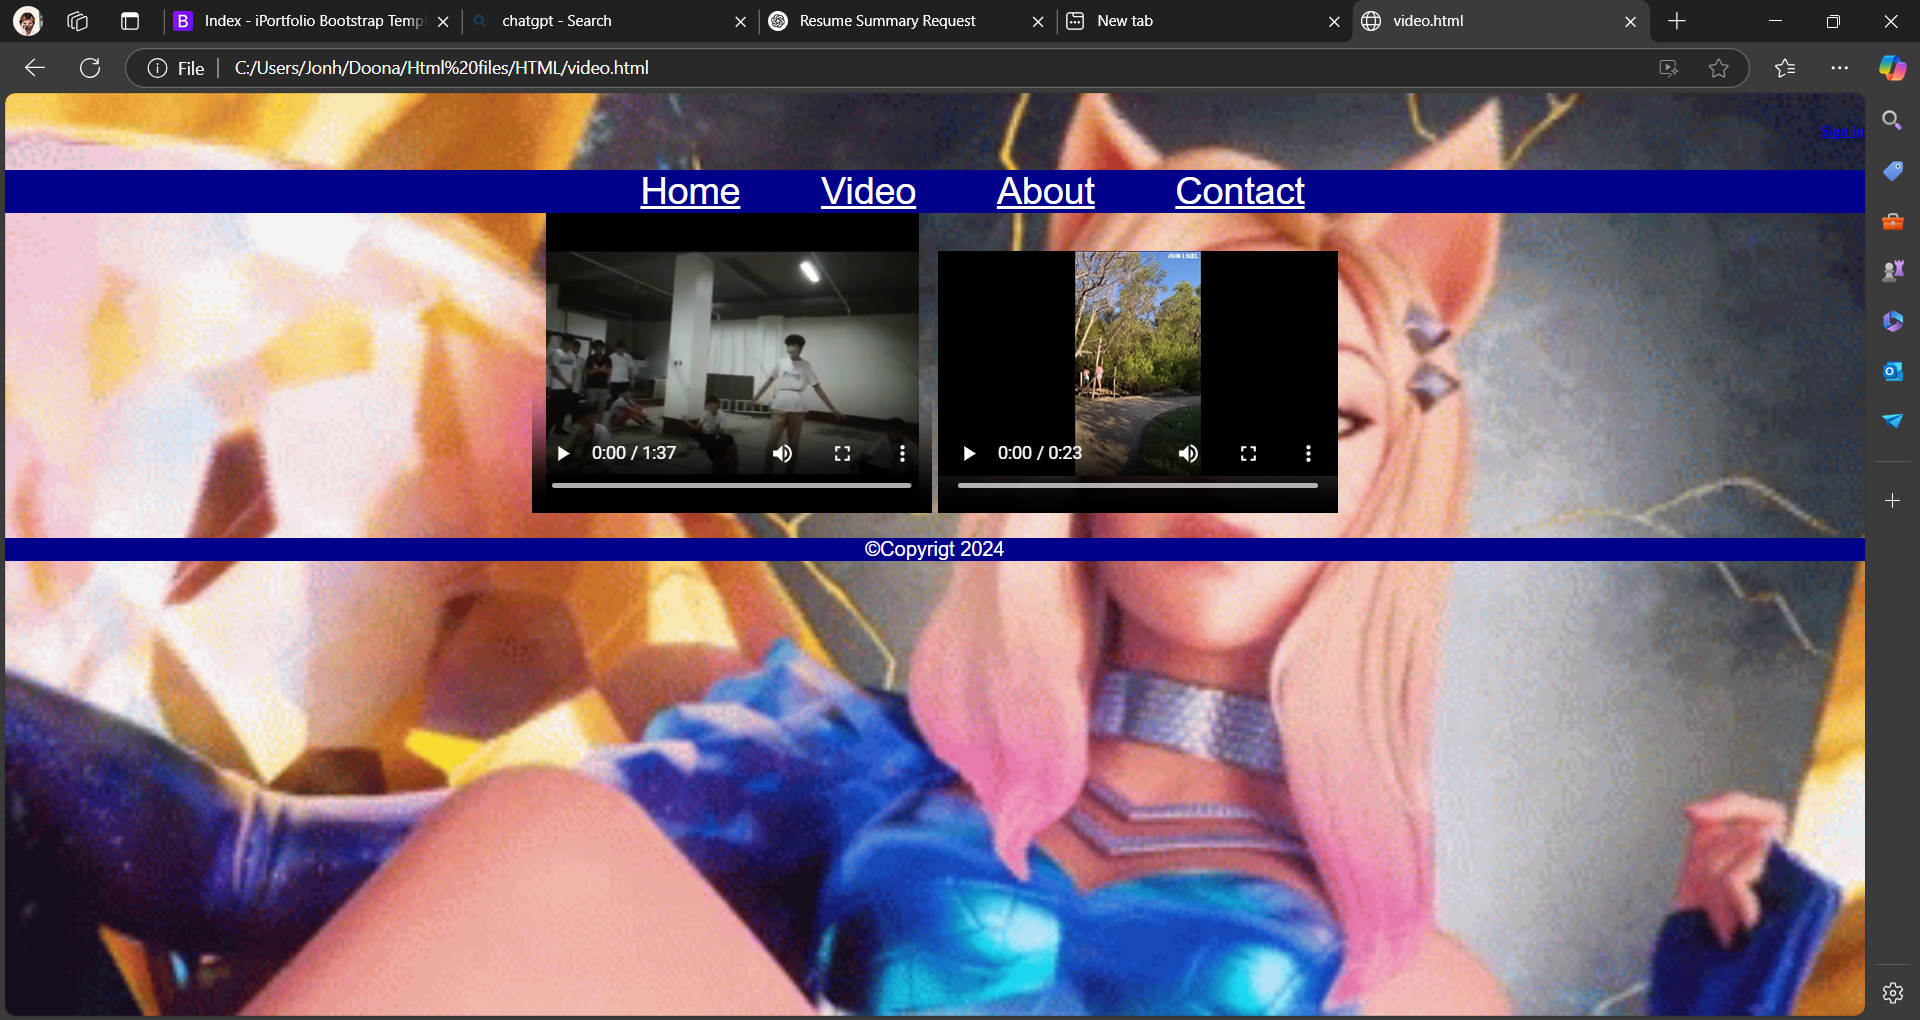 Index - iPortfolio Bootstrap Templ
chatgpt - Search
Resume Summary Request
New tab
video.html
File
C:/Users/Jonh/Doona/Html%20files/HTML/video.html
Sign in
Home Video About Contact
JOHN LOUEL
0:00 / 1:37
0:00 / 0:23
©Copyrigt 2024